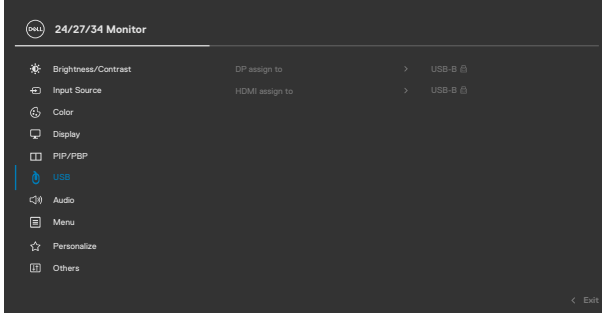 DELL 24/27/34 Monitor
Brightness/Contrast DP assign to > USB-B
Input Source HDMI assign to > USB-B
Color
Display
PIP/PBP
USB
Audio
Menu
Personalize
Others
< Exit